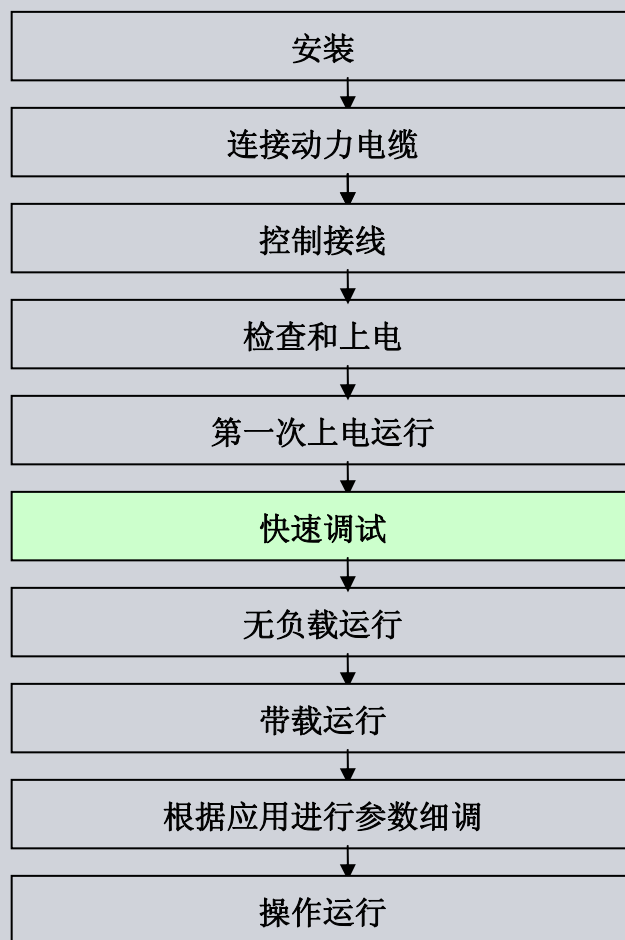 安装
连接动力电缆
控制接线
检查和上电
第一次上电运行
快速调试
无负载运行
带载运行
根据应用进行参数细调
操作运行